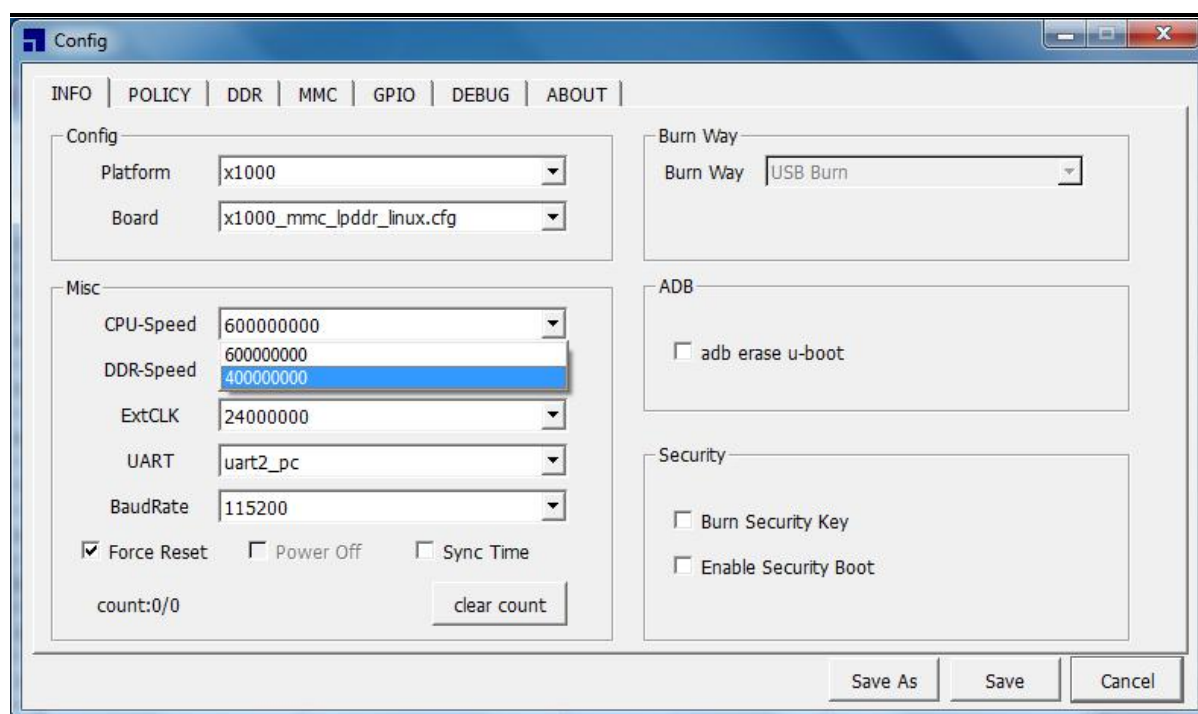 Config
INFO POLICY DDR MMC GPIO DEBUG ABOUT
Config
Platform x1000
Board x1000_mmc_lpddr_linux.cfg
Burn Way
Burn Way USB Burn
Misc
CPU-Speed 600000000
600000000
DDR-Speed 400000000
ExtCLK 24000000
UART uart2_pc
BaudRate 115200
Force Reset Power Off Sync Time
count:0/0 clear count
ADB
adb erase u-boot
Security
Burn Security Key
Enable Security Boot
Save As Save Cancel